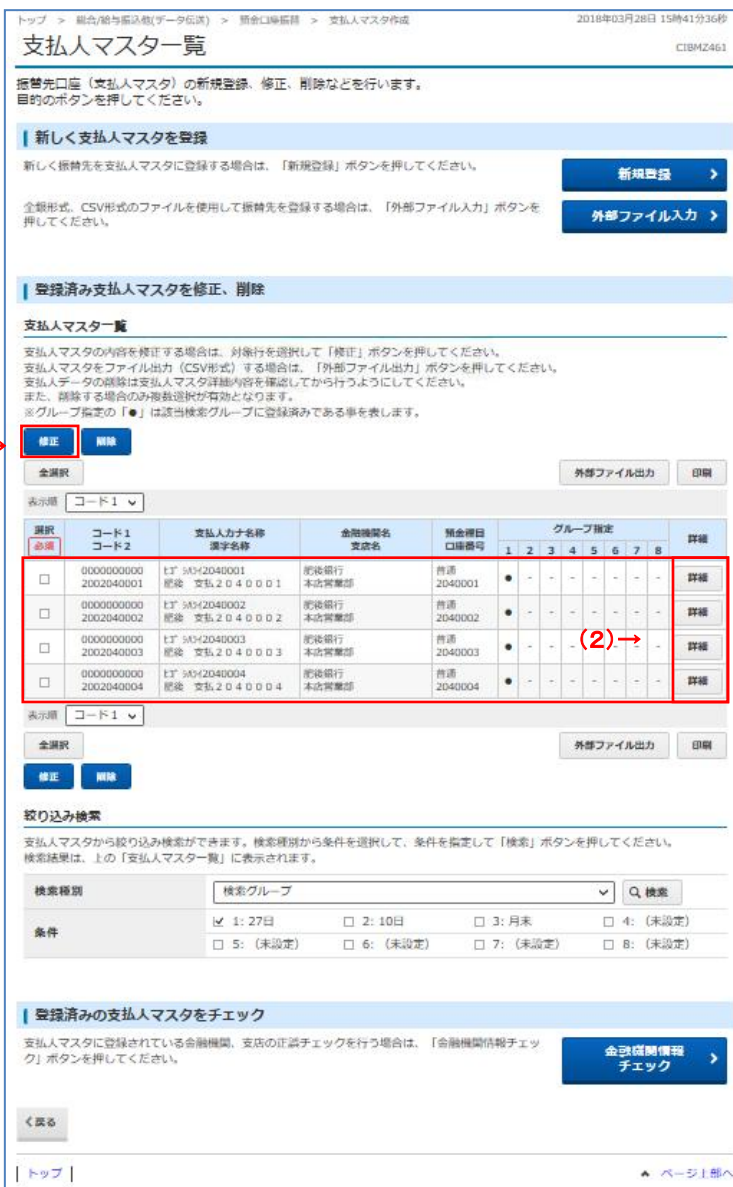 トップ > 総合/給与振込他(データ伝送) > 預金口座振替 > 支払人マスタ作成
2018年03月28日 15時41分36秒
支払人マスタ一覧
CIBMZ461
振替先口座（支払人マスタ）の新規登録、修正、削除などを行います。
目的のボタンを押してください。
新しく支払人マスタを登録
新しく振替先を支払人マスタに登録する場合は、「新規登録」ボタンを押してください。
新規登録
全銀形式、CSV形式のファイルを使用して振替先を登録する場合は、「外部ファイル入力」ボタンを
押してください。
外部ファイル入力
登録済み支払人マスタを修正、削除
支払人マスタ一覧
支払人マスタの内容を修正する場合は、対象行を選択して「修正」ボタンを押してください。
支払人マスタをファイル出力（CSV形式）する場合は、「外部ファイル出力」ボタンを押してください。
支払人データの削除は支払人マスタ詳細内容を確認してから行うようにしてください。
また、削除する場合のみ複数選択が有効となります。
※グループ指定の「●」は該当検索グループに登録済みである事を表します。
修正 削除
全選択 外部ファイル出力 印刷
表示順 コード1
選択 必須 コード1 コード2 支払人カナ名称 漢字名称 金融機関名 支店名 預金種目 口座番号 グループ指定 1 2 3 4 5 6 7 8 詳細
0000000000 ﾋｺﾞ ｼﾊﾗｲ2040001 肥後銀行 普通 ● - - - - - - - 詳細
2002040001 肥後 支払２０４０００１ 本店営業部 2040001
0000000000 ﾋｺﾞ ｼﾊﾗｲ2040002 肥後銀行 普通 ● - - - - - - - 詳細
2002040002 肥後 支払２０４０００２ 本店営業部 2040002
(2)→
0000000000 ﾋｺﾞ ｼﾊﾗｲ2040003 肥後銀行 普通 ● - - - - - - - 詳細
2002040003 肥後 支払２０４０００３ 本店営業部 2040003
0000000000 ﾋｺﾞ ｼﾊﾗｲ2040004 肥後銀行 普通 ● - - - - - - - 詳細
2002040004 肥後 支払２０４０００４ 本店営業部 2040004
表示順 コード1
全選択 外部ファイル出力 印刷
修正 削除
絞り込み検索
支払人マスタから絞り込み検索ができます。検索種別から条件を選択して、条件を指定して「検索」ボタンを押してください。
検索結果は、上の「支払人マスタ一覧」に表示されます。
検索種別 検索グループ 検索
条件 1: 27日 2: 10日 3: 月末 4: （未設定）
5: （未設定） 6: （未設定） 7: （未設定） 8: （未設定）
登録済みの支払人マスタをチェック
支払人マスタに登録されている金融機関、支店の正誤チェックを行う場合は、「金融機関情報チェッ
ク」ボタンを押してください。
金融機関情報
チェック
戻る
トップ
ページ上部へ